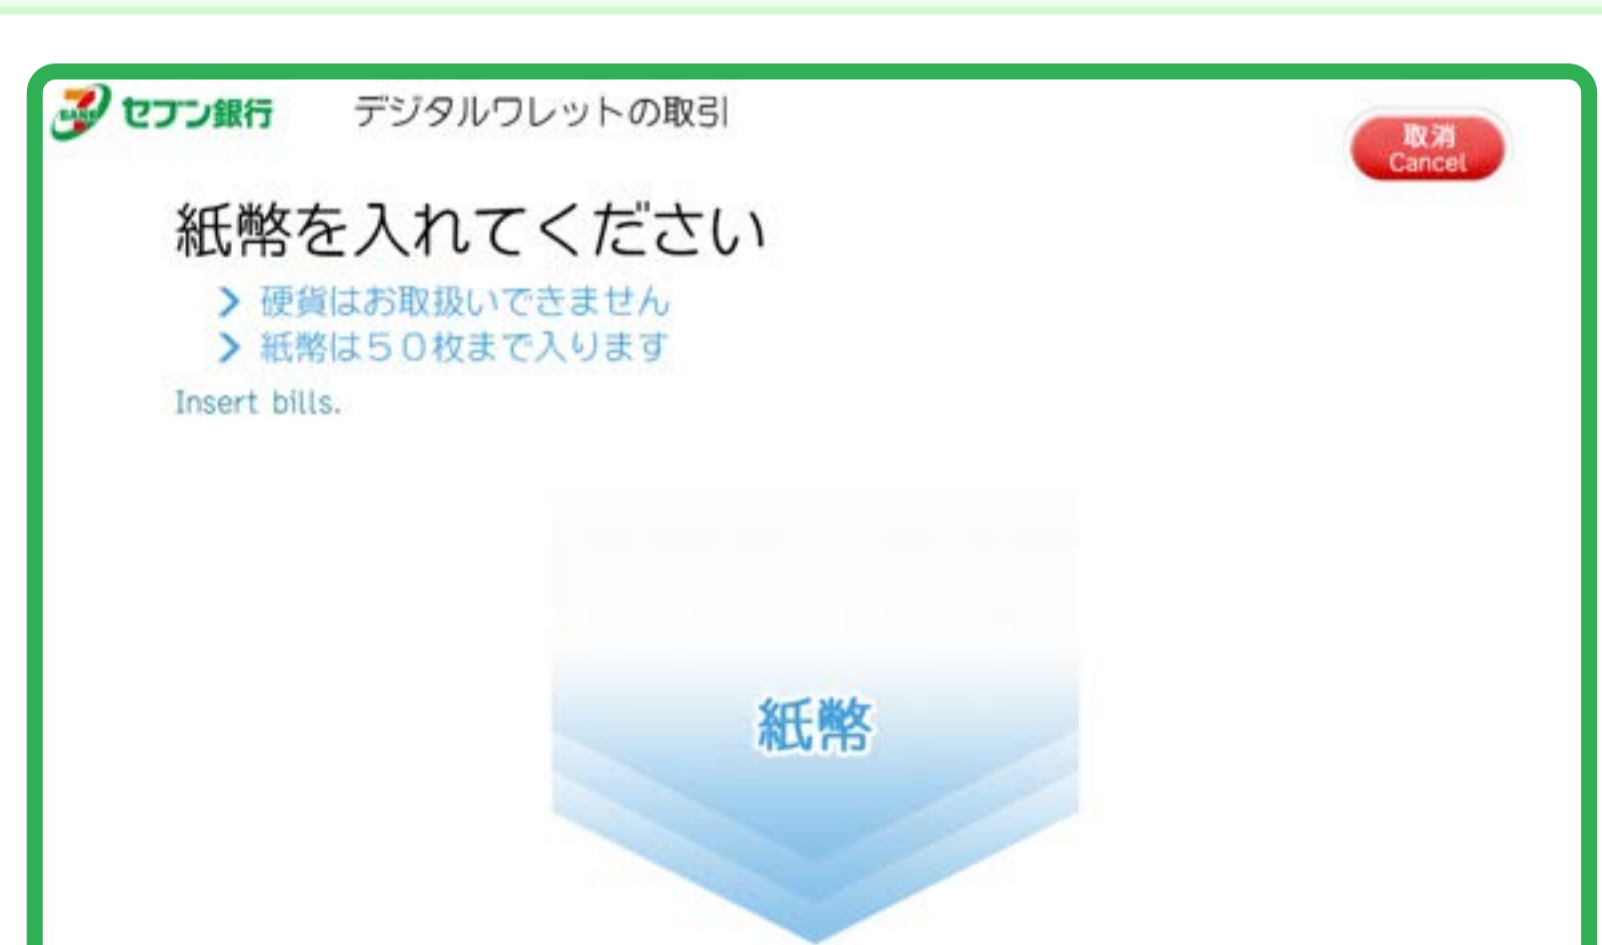 7 BANK
セブン銀行
デジタルワレットの取引
取消
Cancel
紙幣を入れてください
> 硬貨はお取扱いできません
> 紙幣は５０枚まで入ります
Insert bills.
紙幣